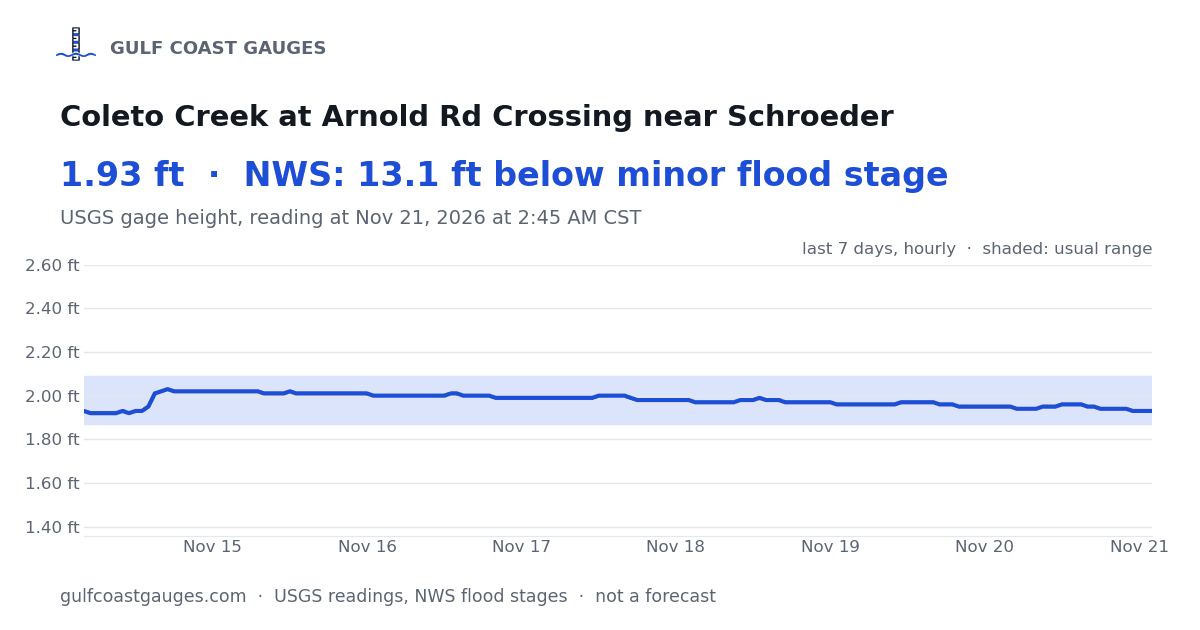 GULF COAST GAUGES
Coleto Creek at Arnold Rd Crossing near Schroeder
1.93 ft · NWS: 13.1 ft below minor flood stage
USGS gage height, reading at Nov 21, 2026 at 2:45 AM CST
last 7 days, hourly · shaded: usual range
2.60 ft
2.40 ft
2.20 ft
2.00 ft
1.80 ft
1.60 ft
1.40 ft
Nov 15 Nov 16 Nov 17 Nov 18 Nov 19 Nov 20 Nov 21
gulfcoastgauges.com · USGS readings, NWS flood stages · not a forecast